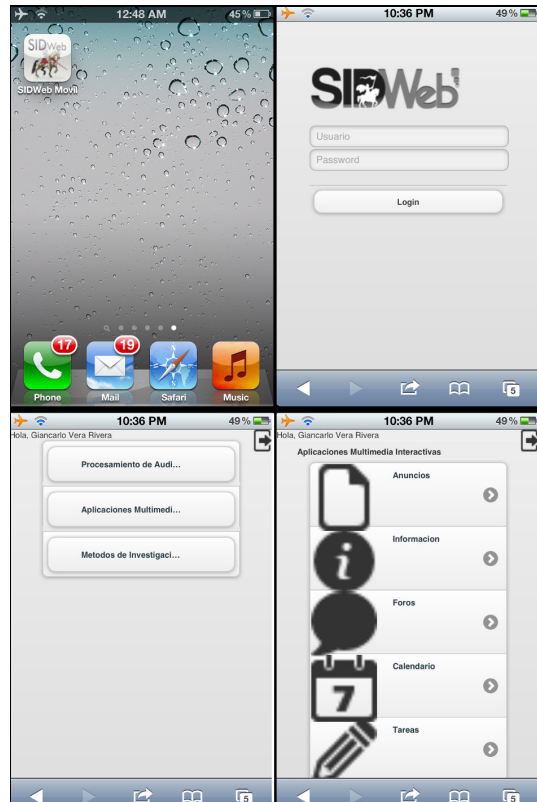 12:48 AM
45%
SIDWeb
SIDWeb Movil
17
19
Phone
Mail
Safari
Music
10:36 PM
49%
SIDWeb
Usuario
Password
Login
5
10:36 PM
49%
Hola, Giancarlo Vera Rivera
Procesamiento de Audi...
Aplicaciones Multimedi...
Metodos de Investigaci...
5
10:36 PM
49%
Hola, Giancarlo Vera Rivera
Aplicaciones Multimedia Interactivas
Anuncios
Informacion
Foros
Calendario
7
Tareas
5